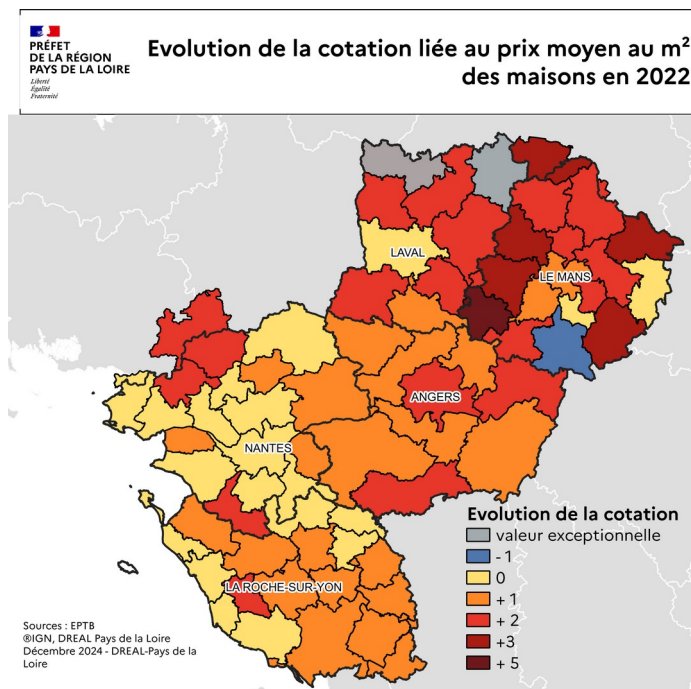 PRÉFET
DE LA RÉGION
PAYS DE LA LOIRE
Liberté
Égalité
Fraternité
Evolution de la cotation liée au prix moyen au m²
des maisons en 2022
LAVAL
LE MANS
ANGERS
NANTES
LA ROCHE-SUR-YON
Evolution de la cotation
valeur exceptionnelle
- 1
0
+ 1
+ 2
+3
+ 5
Sources : EPTB
®IGN, DREAL Pays de la Loire
Décembre 2024 - DREAL-Pays de la
Loire